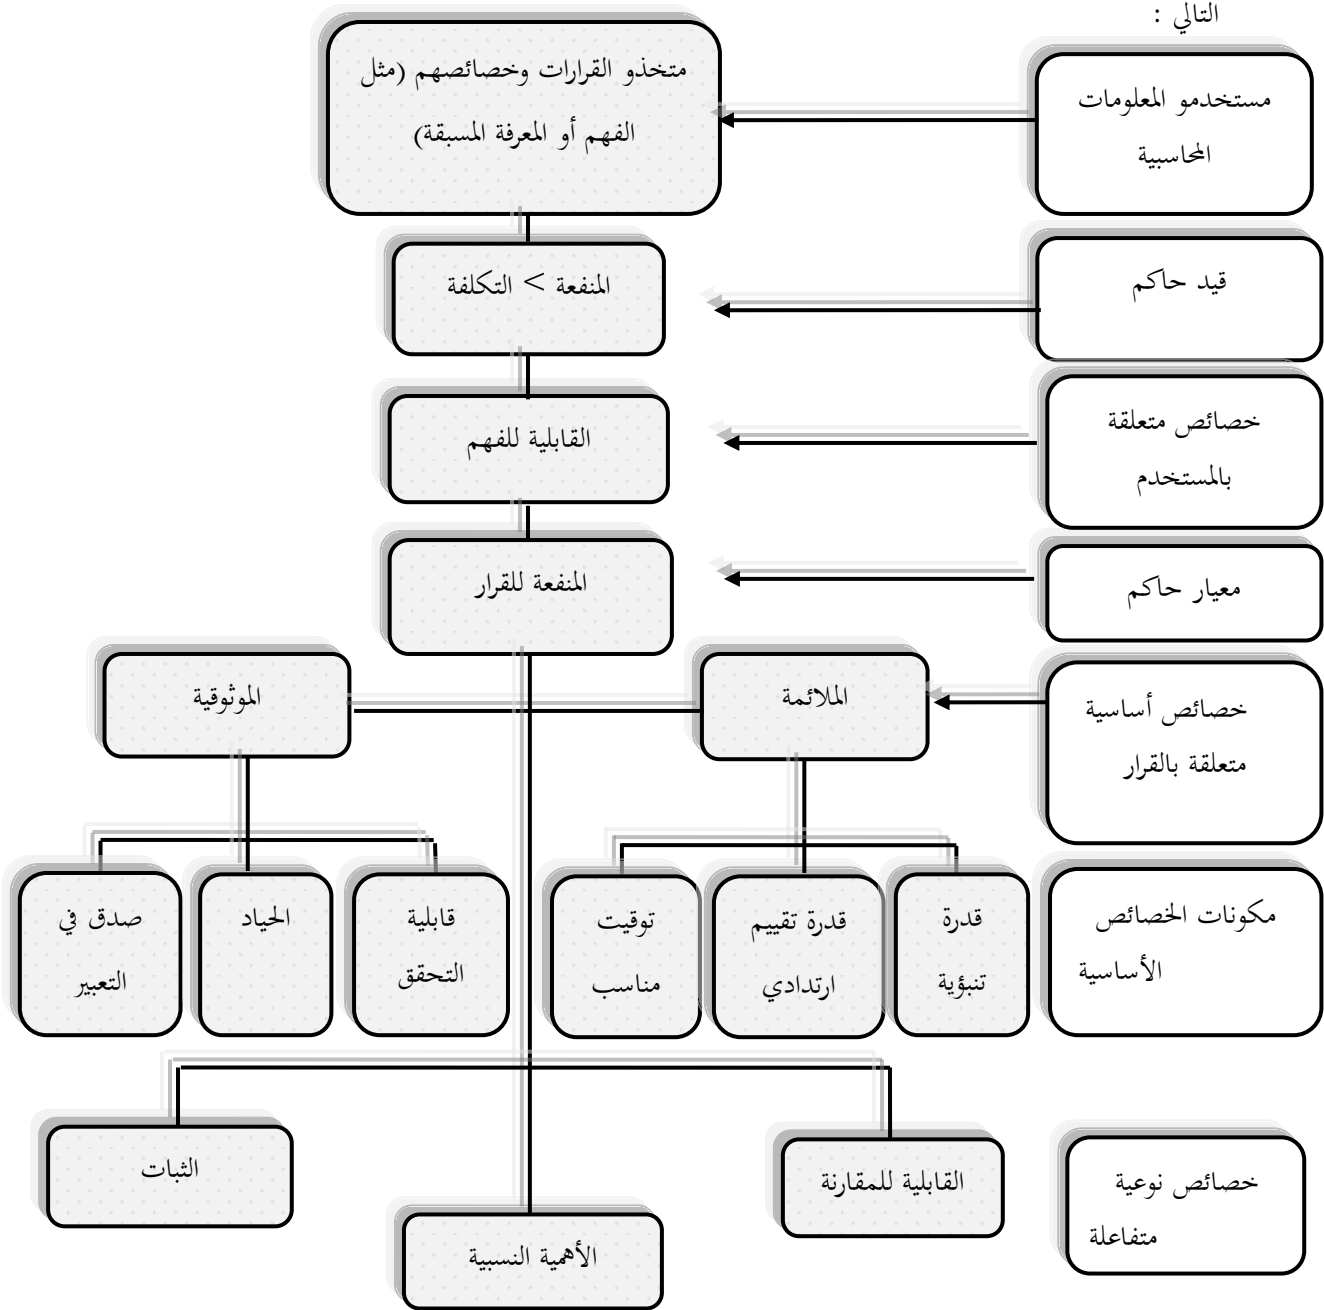 التالي :
مستخدمو المعلومات
المحاسبية
متخذو القرارات وخصائصهم (مثل
الفهم أو المعرفة المسبقة)
قيد حاكم
المنفعة > التكلفة
خصائص متعلقة
بالمستخدم
القابلية للفهم
معيار حاكم
المنفعة للقرار
خصائص أساسية
متعلقة بالقرار
الملائمة
الموثوقية
مكونات الخصائص
الأساسية
قدرة
تنبؤية
قدرة تقييم
ارتدادي
توقيت
مناسب
قابلية
التحقق
الحياد
صدق في
التعبير
خصائص نوعية
متفاعلة
القابلية للمقارنة
الثبات
الأهمية النسبية